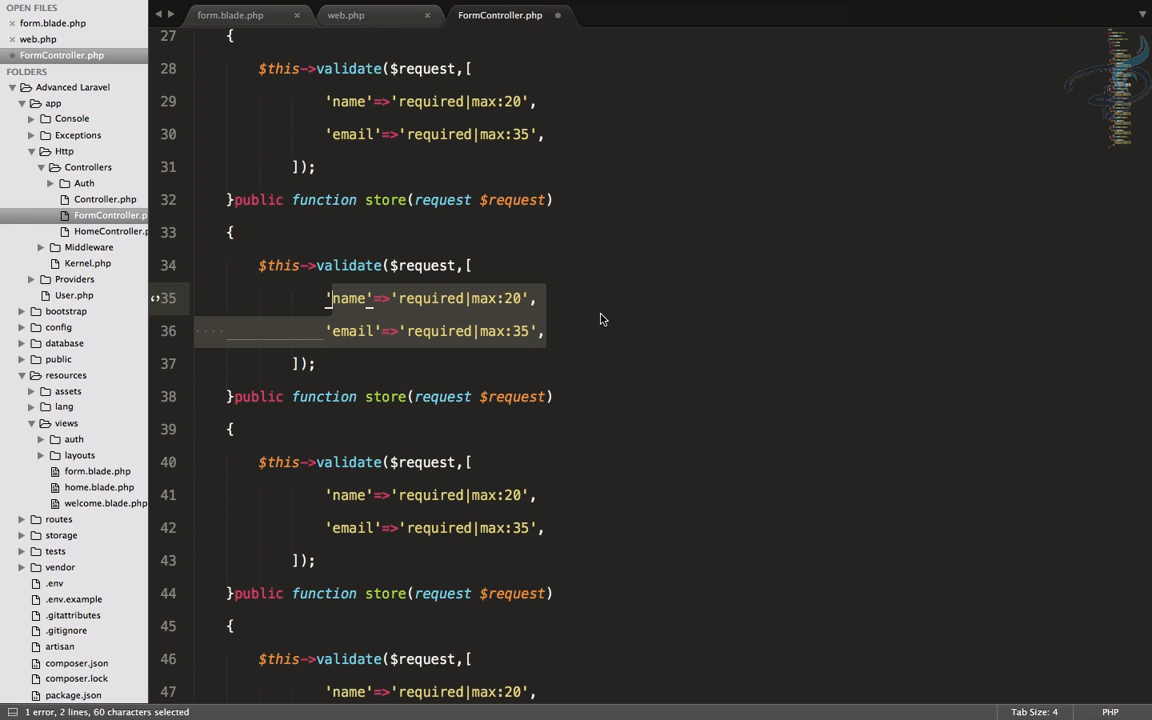 OPEN FILES
form.blade.php
web.php
FormController.php
FOLDERS
Advanced Laravel
app
Console
Exceptions
Http
Controllers
Auth
Controller.php
FormController.p
HomeController.p
Middleware
Kernel.php
Providers
User.php
bootstrap
config
database
public
resources
assets
lang
views
auth
layouts
form.blade.php
home.blade.php
welcome.blade.php
routes
storage
tests
vendor
.env
.env.example
.gitattributes
.gitignore
artisan
composer.json
composer.lock
package.json
form.blade.php
web.php
FormController.php
27 {
28 $this->validate($request,[
29 'name'=>'required|max:20',
30 'email'=>'required|max:35',
31 ]);
32 }public function store(request $request)
33 {
34 $this->validate($request,[
35 'name'=>'required|max:20',
36 'email'=>'required|max:35',
37 ]);
38 }public function store(request $request)
39 {
40 $this->validate($request,[
41 'name'=>'required|max:20',
42 'email'=>'required|max:35',
43 ]);
44 }public function store(request $request)
45 {
46 $this->validate($request,[
47 'name'=>'required|max:20',
1 error, 2 lines, 60 characters selected
Tab Size: 4
PHP